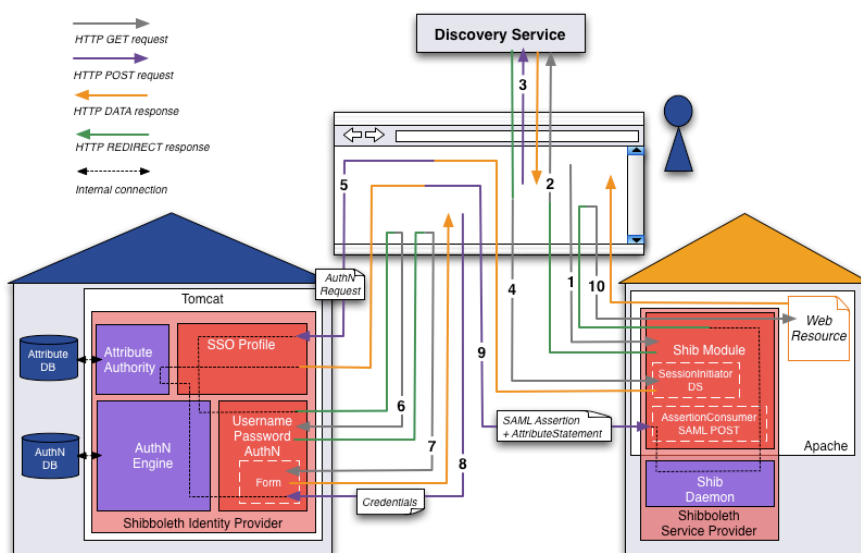 HTTP GET request
HTTP POST request
HTTP DATA response
HTTP REDIRECT response
Internal connection
Discovery Service
3
5
2
AuthN
Request
4
1
10
Tomcat
Attribute
DB
Attribute
Authority
SSO Profile
AuthN
DB
AuthN
Engine
Username
Password
AuthN
Form
6
7
8
9
Credentials
Shibboleth Identity Provider
SAML Assertion
+ AttributeStatement
Web
Resource
Shib Module
SessionInitiator
DS
AssertionConsumer
SAML POST
Apache
Shib
Daemon
Shibboleth
Service Provider